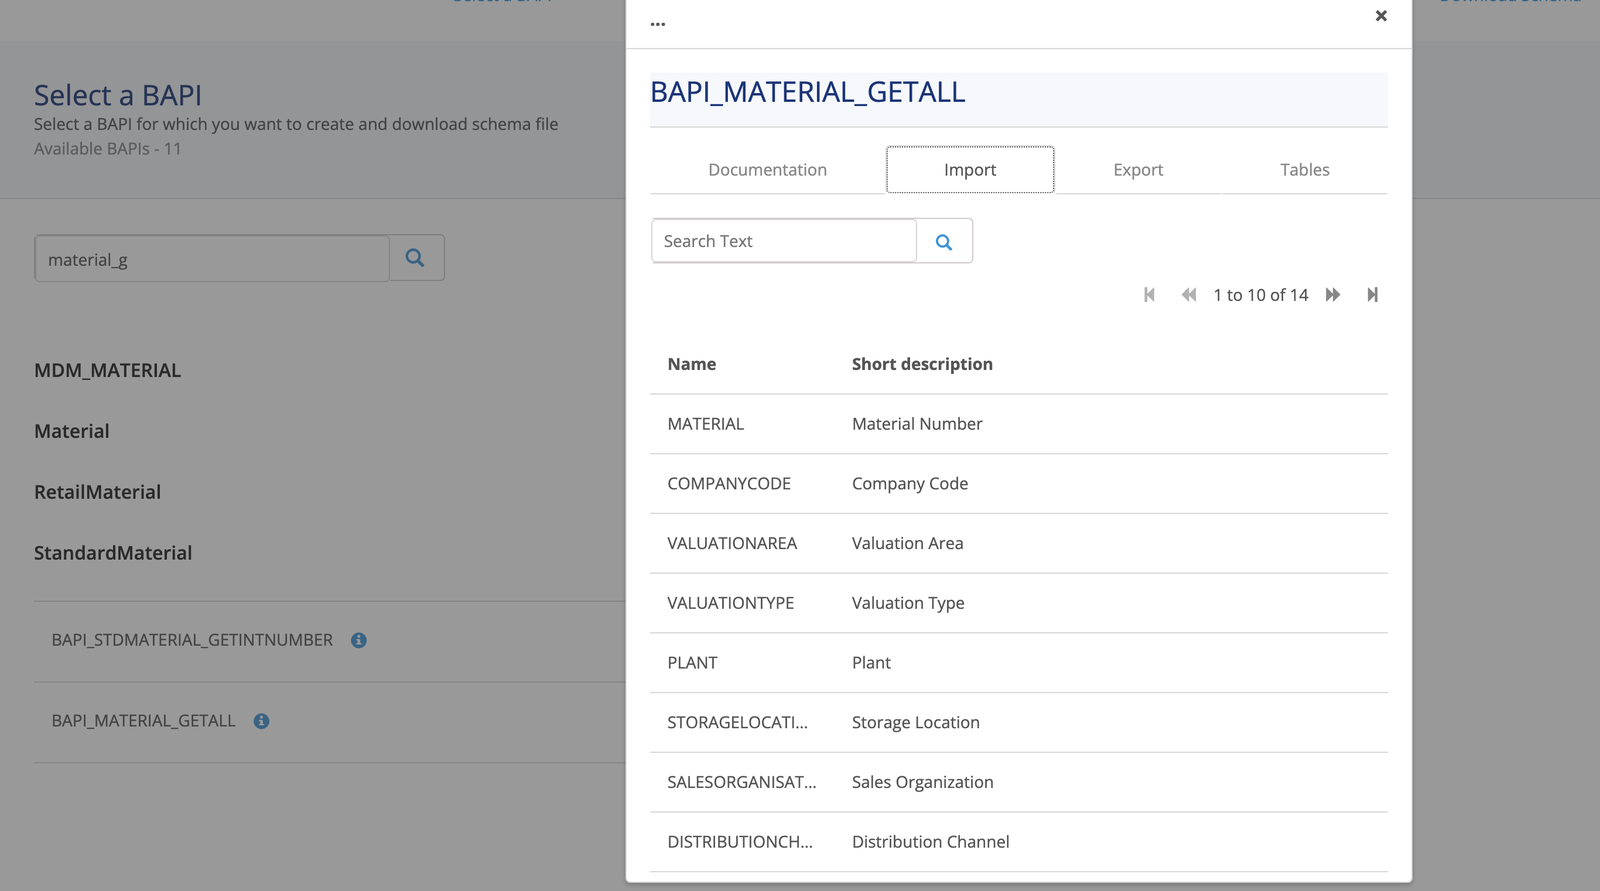 Select a BAPI
Select a BAPI for which you want to create and download schema file
Available BAPIs - 11
material_g
MDM_MATERIAL
Material
RetailMaterial
StandardMaterial
BAPI_STDMATERIAL_GETINTNUMBER
BAPI_MATERIAL_GETALL
...
BAPI_MATERIAL_GETALL
Documentation Import Export Tables
Search Text
1 to 10 of 14
Name Short description
MATERIAL Material Number
COMPANYCODE Company Code
VALUATIONAREA Valuation Area
VALUATIONTYPE Valuation Type
PLANT Plant
STORAGELOCATI... Storage Location
SALESORGANISAT... Sales Organization
DISTRIBUTIONCH... Distribution Channel